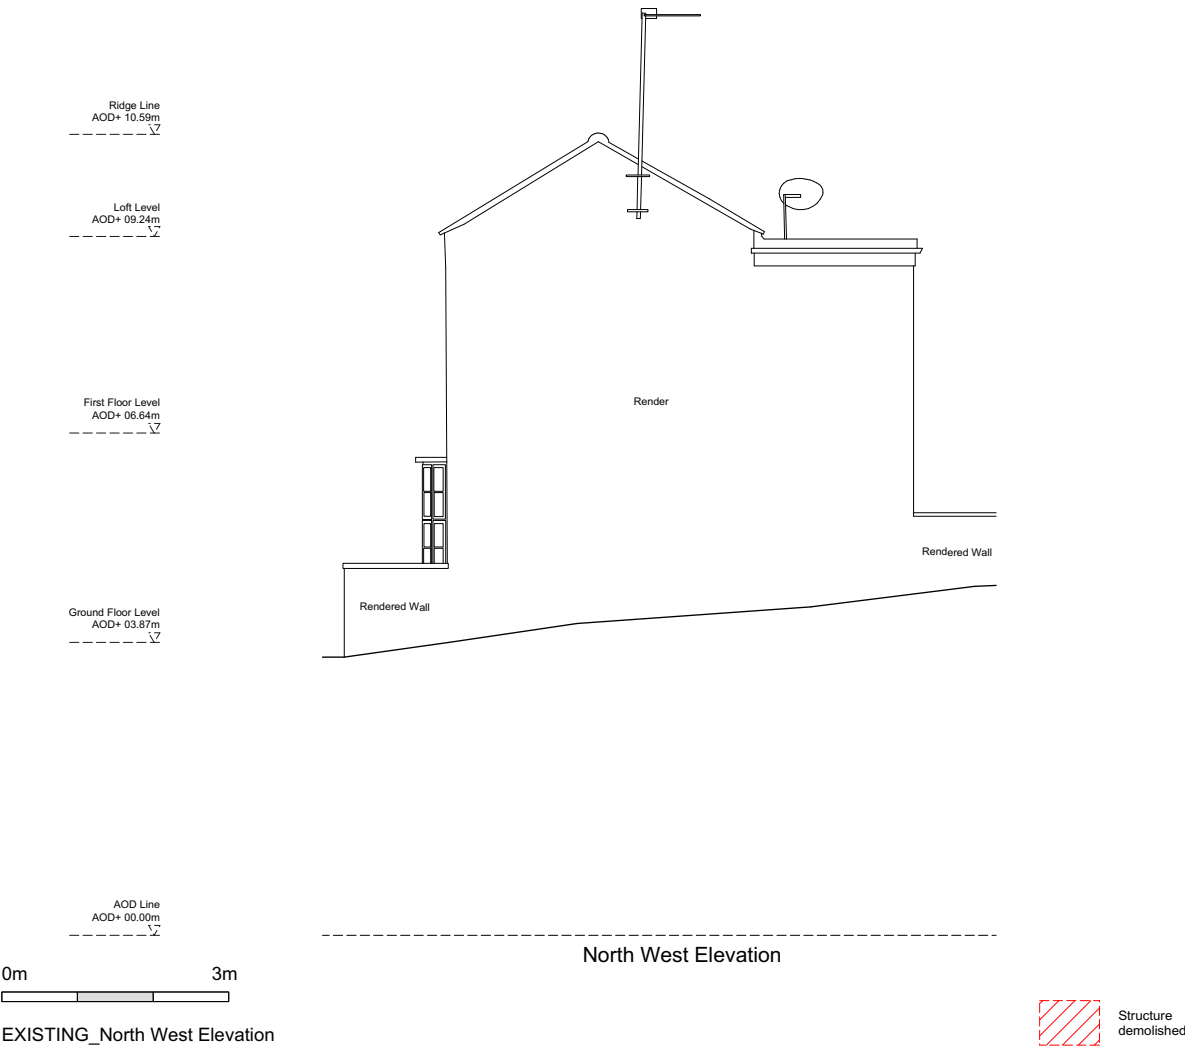 Ridge Line
AOD+ 10.59m
Loft Level
AOD+ 09.24m
First Floor Level
AOD+ 06.64m
Render
Rendered Wall
Rendered Wall
Ground Floor Level
AOD+ 03.87m
AOD Line
AOD+ 00.00m
North West Elevation
0m 3m
EXISTING_North West Elevation
Structure
demolished